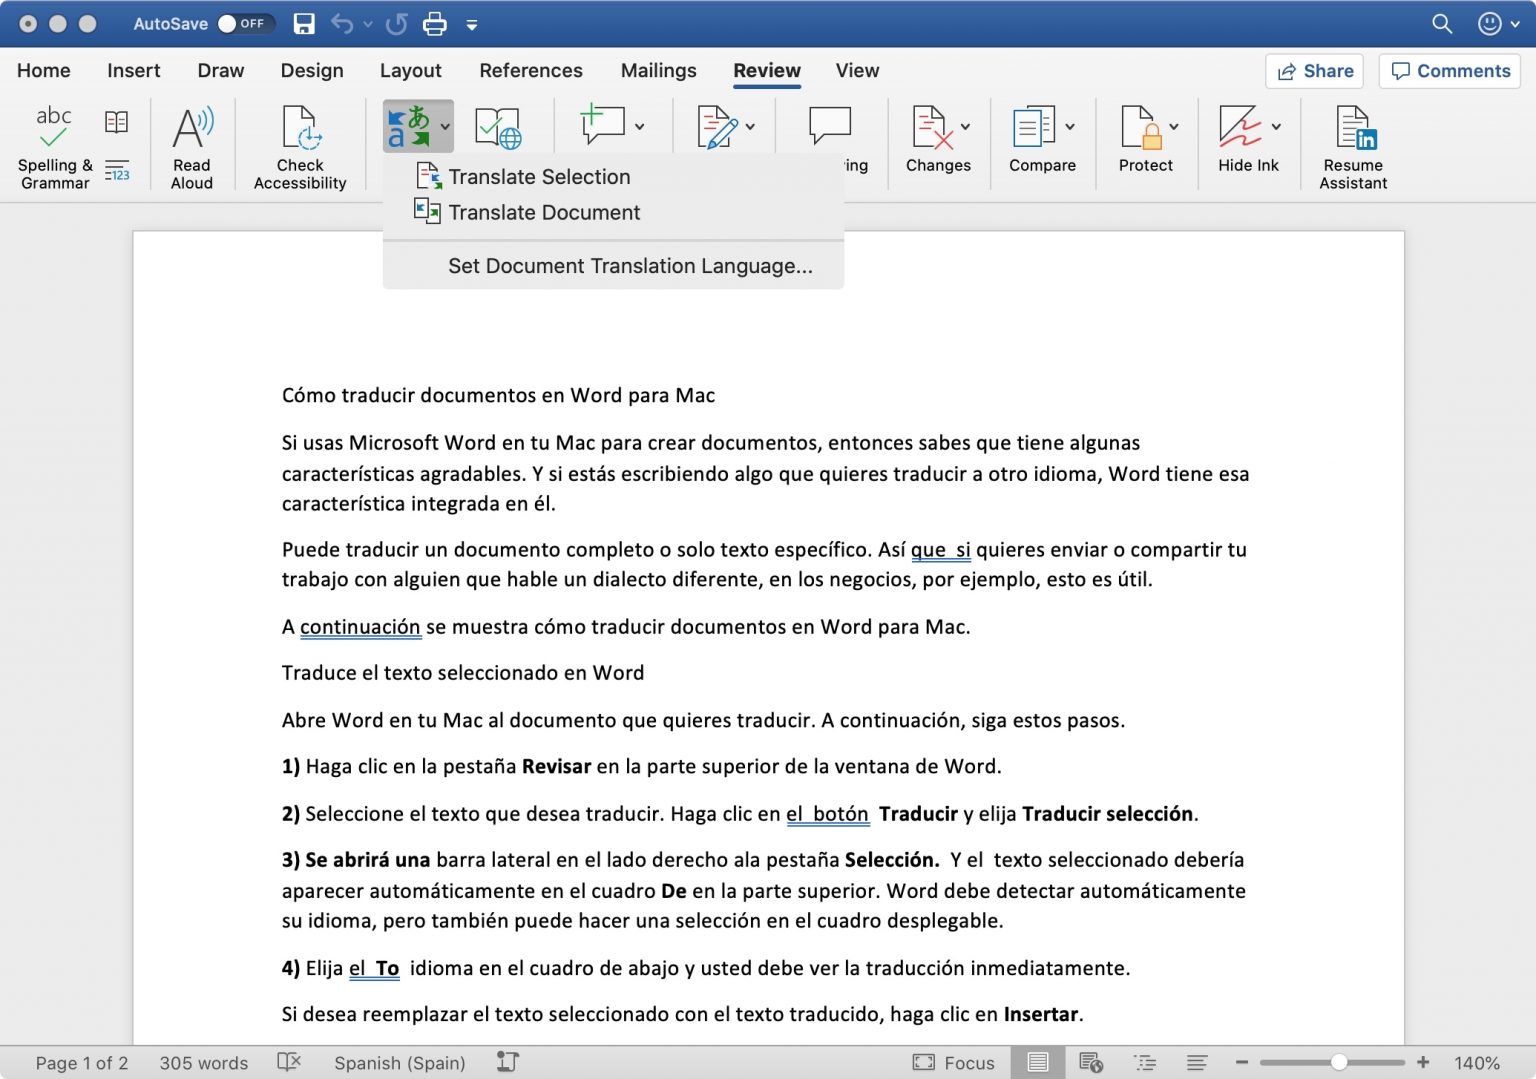 AutoSave OFF
Home Insert Draw Design Layout References Mailings Review View Share Comments
abc
Spelling &
Grammar
123
Read
Aloud
Check
Accessibility
a あ
ing
Changes
Compare
Protect
Hide Ink
in
Resume
Assistant
Translate Selection
Translate Document
Set Document Translation Language...
Cómo traducir documentos en Word para Mac
Si usas Microsoft Word en tu Mac para crear documentos, entonces sabes que tiene algunas
características agradables. Y si estás escribiendo algo que quieres traducir a otro idioma, Word tiene esa
característica integrada en él.
Puede traducir un documento completo o solo texto específico. Así que  si quieres enviar o compartir tu
trabajo con alguien que hable un dialecto diferente, en los negocios, por ejemplo, esto es útil.
A continuación se muestra cómo traducir documentos en Word para Mac.
Traduce el texto seleccionado en Word
Abre Word en tu Mac al documento que quieres traducir. A continuación, siga estos pasos.
1) Haga clic en la pestaña Revisar en la parte superior de la ventana de Word.
2) Seleccione el texto que desea traducir. Haga clic en el  botón  Traducir y elija Traducir selección.
3) Se abrirá una barra lateral en el lado derecho ala pestaña Selección.  Y el  texto seleccionado debería
aparecer automáticamente en el cuadro De en la parte superior. Word debe detectar automáticamente
su idioma, pero también puede hacer una selección en el cuadro desplegable.
4) Elija el  To  idioma en el cuadro de abajo y usted debe ver la traducción inmediatamente.
Si desea reemplazar el texto seleccionado con el texto traducido, haga clic en Insertar.
Page 1 of 2 305 words Spanish (Spain) Focus 140%